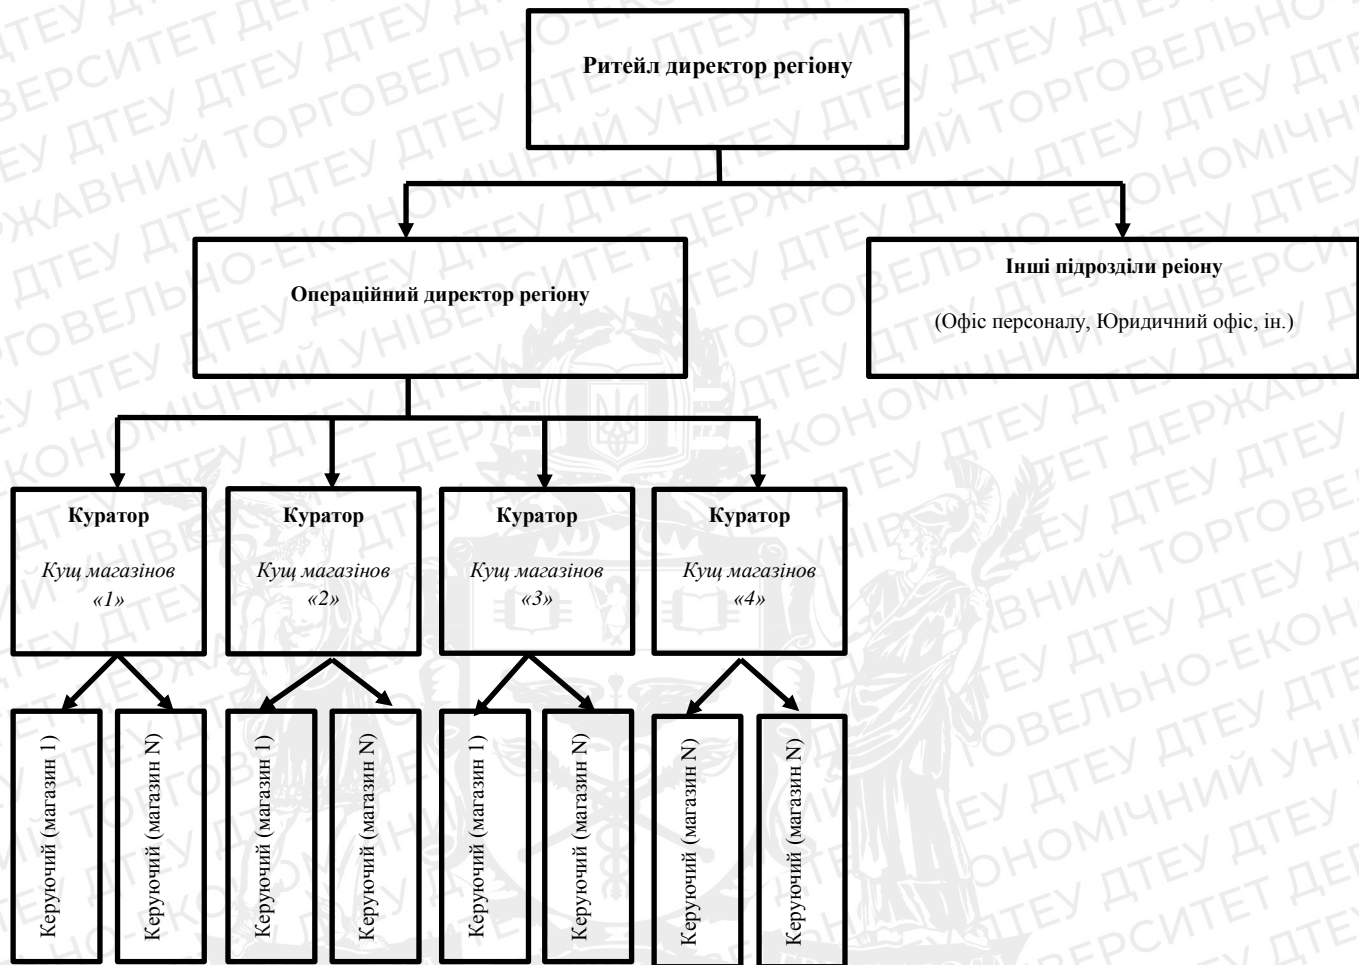 Ритейл директор регіону
Операційний директор регіону
Інші підрозділи реіону
(Офіс персоналу, Юридичний офіс, ін.)
Куратор
Кущ магазінов
«1»
Куратор
Кущ магазінов
«2»
Куратор
Кущ магазінов
«3»
Куратор
Кущ магазінов
«4»
Керуючий (магазин 1)
Керуючий (магазин N)
Керуючий (магазин 1)
Керуючий (магазин N)
Керуючий (магазин 1)
Керуючий (магазин N)
Керуючий (магазин N)
Керуючий (магазин N)